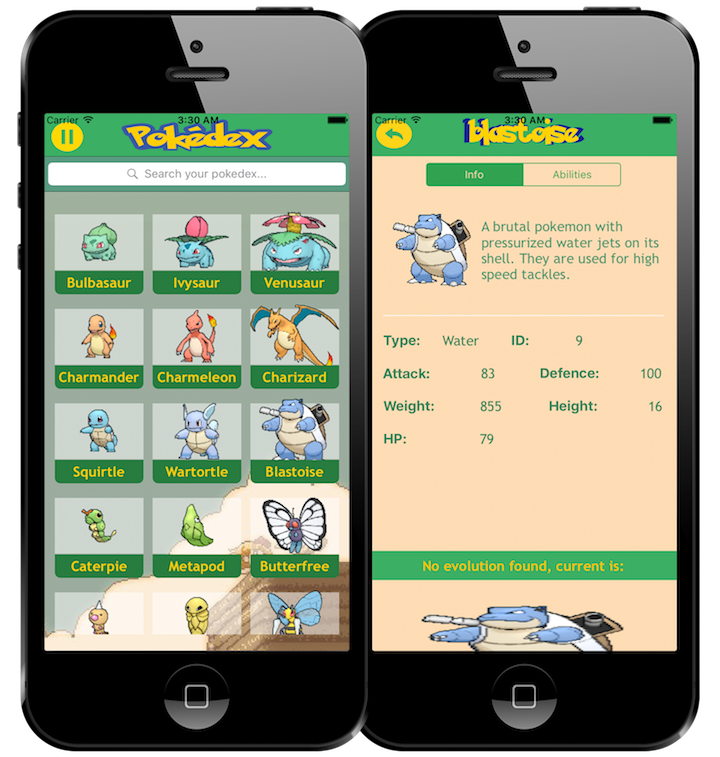 Carrier 3:30 AM
Pokédex
Search your pokedex...
Bulbasaur Ivysaur Venusaur
Charmander Charmeleon Charizard
Squirtle Wartortle Blastoise
Caterpie Metapod Butterfree
Carrier 3:30 AM
blastoise
Info Abilities
A brutal pokemon with
pressurized water jets on its
shell. They are used for high
speed tackles.
Type: Water ID: 9
Attack: 83 Defence: 100
Weight: 855 Height: 16
HP: 79
No evolution found, current is: